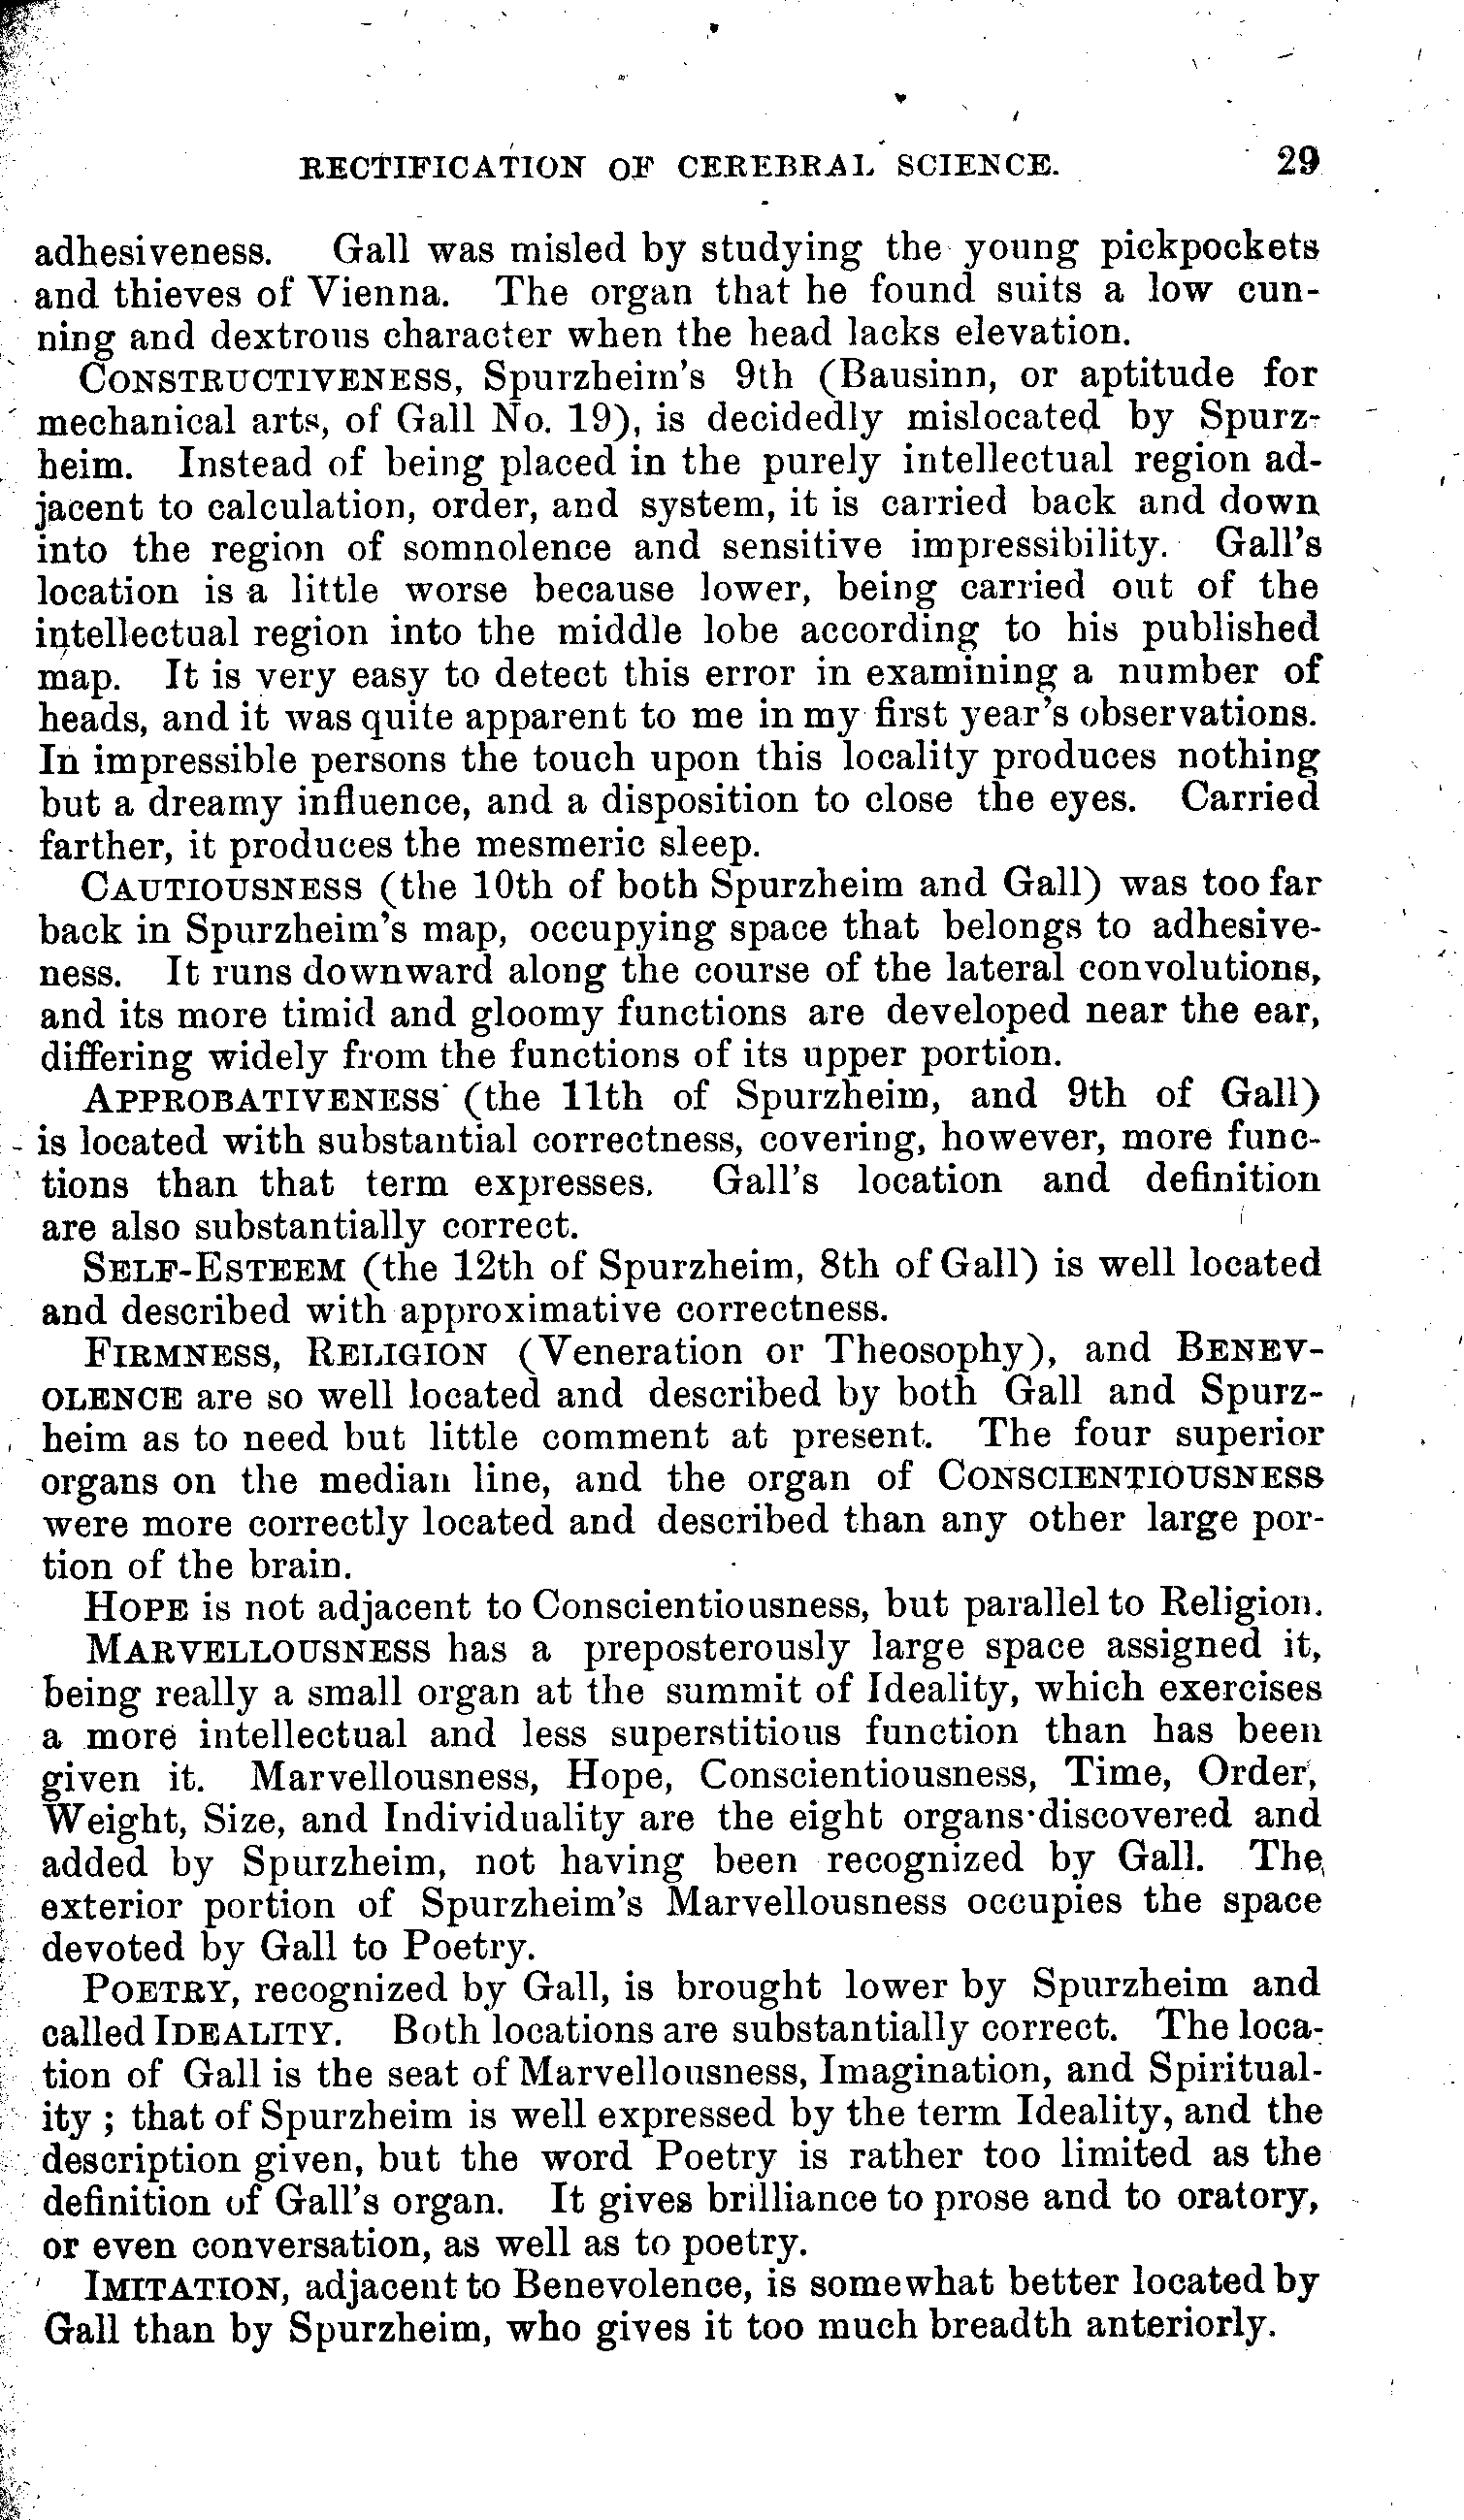 RECTIFICATION OF CEREBRAL SCIENCE. 29
adhesiveness. Gall was misled by studying the young pickpockets
and thieves of Vienna. The organ that he found suits a low cun-
ning and dextrous character when the head lacks elevation.
CONSTRUCTIVENESS, Spurzheim's 9th (Bausinn, or aptitude for
mechanical arts, of Gall No. 19), is decidedly mislocated by Spurz-
heim. Instead of being placed in the purely intellectual region ad-
jacent to calculation, order, and system, it is carried back and down
into the region of somnolence and sensitive impressibility. Gall's
location is a little worse because lower, being carried out of the
intellectual region into the middle lobe according to his published
map. It is very easy to detect this error in examining a number of
heads, and it was quite apparent to me in my first year's observations.
In impressible persons the touch upon this locality produces nothing
but a dreamy influence, and a disposition to close the eyes. Carried
farther, it produces the mesmeric sleep.
CAUTIOUSNESS (the 10th of both Spurzheim and Gall) was too far
back in Spurzheim's map, occupying space that belongs to adhesive-
ness. It runs downward along the course of the lateral convolutions,
and its more timid and gloomy functions are developed near the ear,
differing widely from the functions of its upper portion.
APPROBATIVENESS (the 11th of Spurzheim, and 9th of Gall)
is located with substantial correctness, covering, however, more func-
tions than that term expresses. Gall's location and definition
are also substantially correct.
SELF-ESTEEM (the 12th of Spurzheim, 8th of Gall) is well located
and described with approximative correctness.
FIRMNESS, RELIGION (Veneration or Theosophy), and BENEV-
OLENCE are so well located and described by both Gall and Spurz-
heim as to need but little comment at present. The four superior
organs on the median line, and the organ of CONSCIENTIOUSNESS
were more correctly located and described than any other large por-
tion of the brain.
HOPE is not adjacent to Conscientiousness, but parallel to Religion.
MARVELLOUSNESS has a preposterously large space assigned it,
being really a small organ at the summit of Ideality, which exercises
a more intellectual and less superstitious function than has been
given it. Marvellousness, Hope, Conscientiousness, Time, Order,
Weight, Size, and Individuality are the eight organs discovered and
added by Spurzheim, not having been recognized by Gall. The
exterior portion of Spurzheim's Marvellousness occupies the space
devoted by Gall to Poetry.
POETRY, recognized by Gall, is brought lower by Spurzheim and
called IDEALITY. Both locations are substantially correct. The loca-
tion of Gall is the seat of Marvellousness, Imagination, and Spiritual-
ity ; that of Spurzheim is well expressed by the term Ideality, and the
description given, but the word Poetry is rather too limited as the
definition of Gall's organ. It gives brilliance to prose and to oratory,
or even conversation, as well as to poetry.
IMITATION, adjacent to Benevolence, is somewhat better located by
Gall than by Spurzheim, who gives it too much breadth anteriorly.